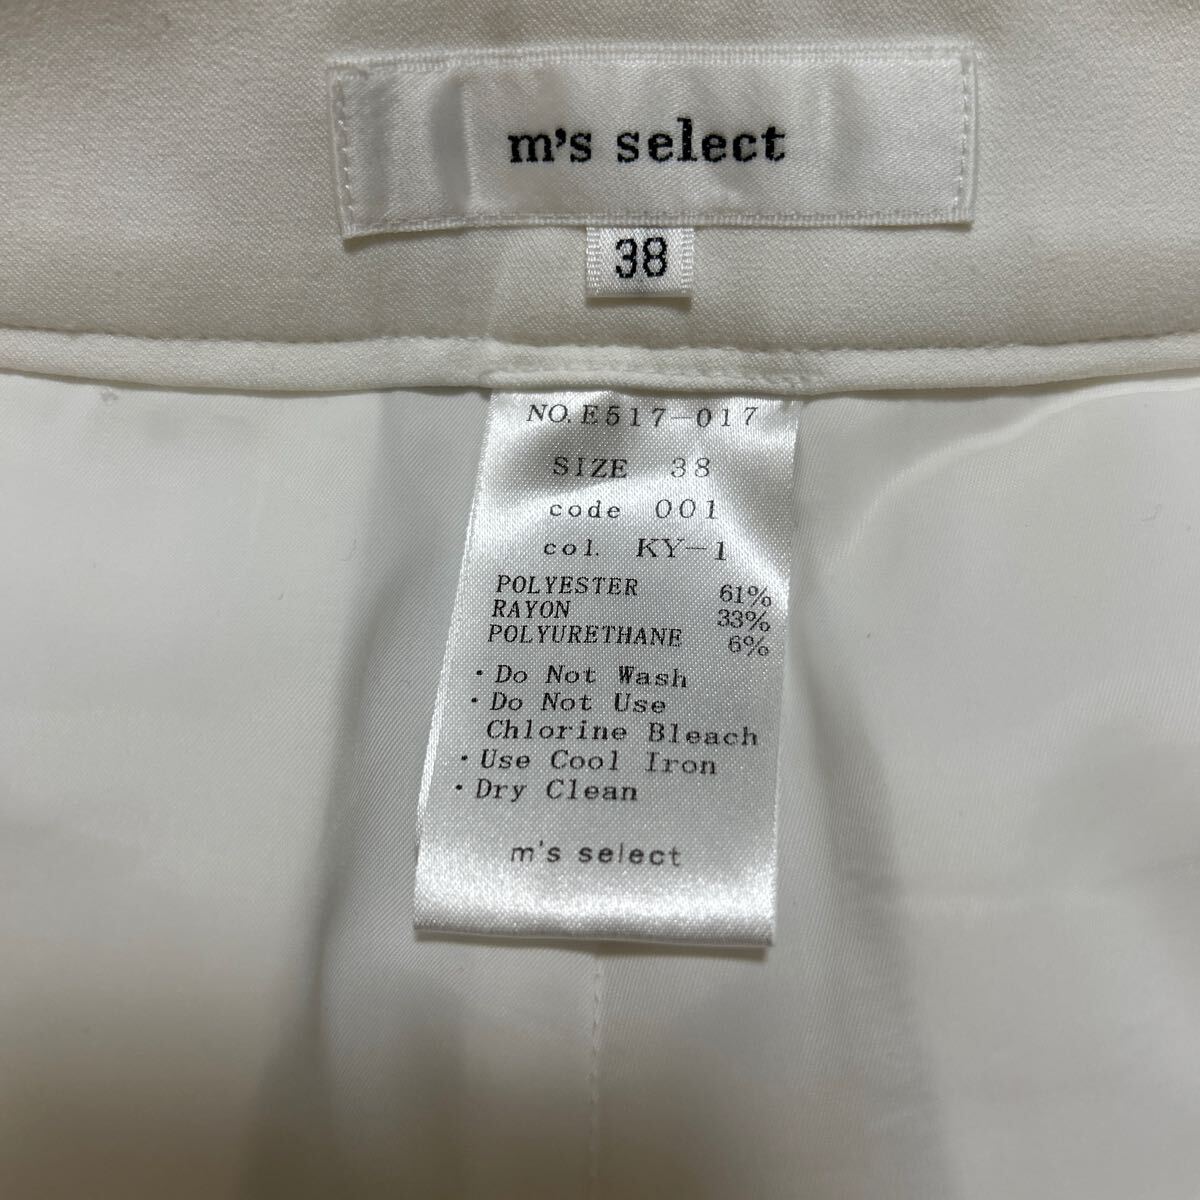 m's select
38
NO. E517-017
SIZE 38
code 001
col. KY-1
POLYESTER 61%
RAYON 33%
POLYURETHANE 6%
・Do Not Wash
・Do Not Use
Chlorine Bleach
・Use Cool Iron
・Dry Clean
m's select